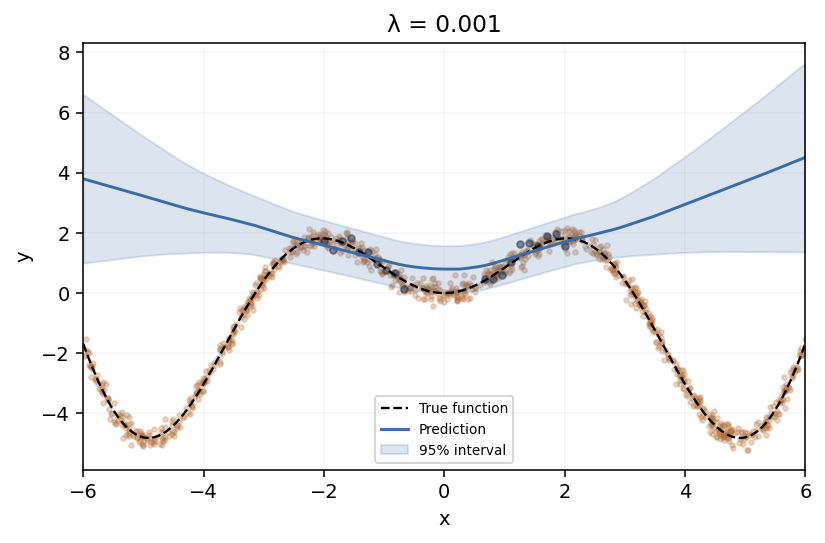 λ = 0.001
8
6
4
2
0
−2
−4
y
True function
Prediction
95% interval
−6
−4
−2
0
2
4
6
x